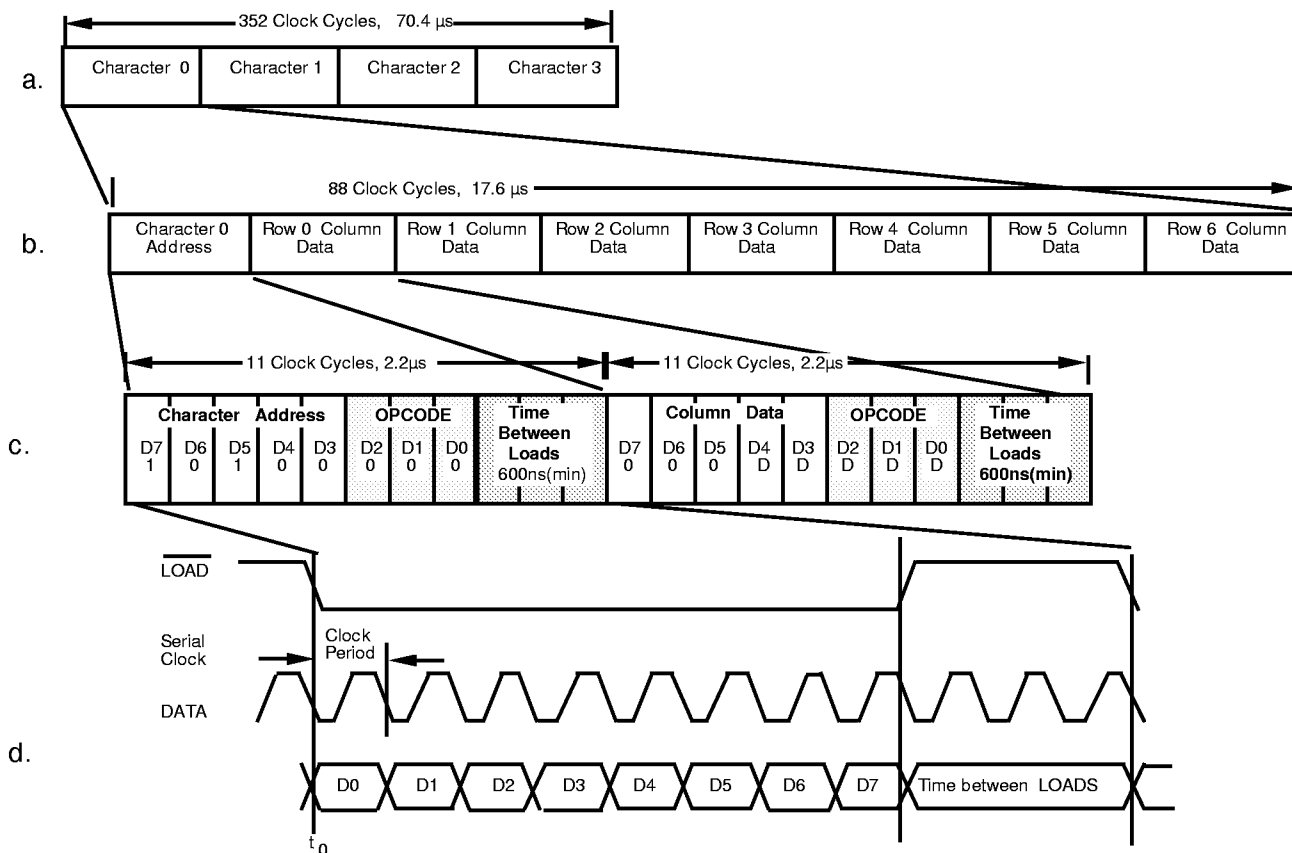 352 Clock Cycles, 70.4 µs
a.
Character 0
Character 1
Character 2
Character 3
88 Clock Cycles, 17.6 µs
b.
Character 0
Address
Row 0 Column
Data
Row 1 Column
Data
Row 2 Column
Data
Row 3 Column
Data
Row 4 Column
Data
Row 5 Column
Data
Row 6 Column
Data
11 Clock Cycles, 2.2µs
11 Clock Cycles, 2.2µs
c.
Character Address
D7 D6 D5 D4 D3
1 0 1 0 0
OPCODE
D2 D1 D0
0 0 0
Time
Between
Loads
600ns(min)
Column Data
D7 D6 D5 D4 D3
0 0 0 D D
OPCODE
D2 D1 D0
D D D
Time
Between
Loads
600ns(min)
LOAD
Serial
Clock
Clock
Period
DATA
d.
D0 D1 D2 D3 D4 D5 D6 D7 Time between LOADS
t0